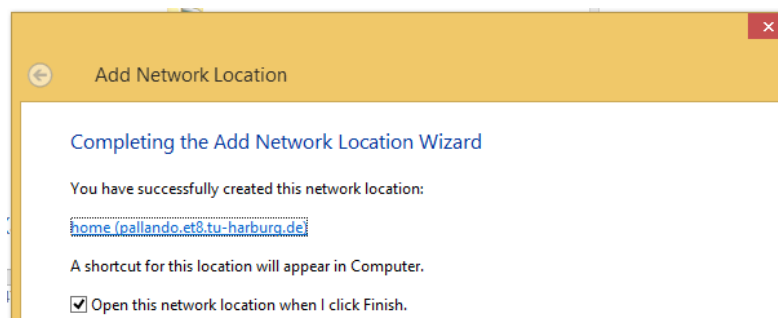 Add Network Location
Completing the Add Network Location Wizard
You have successfully created this network location:
home (pallando.et8.tu-harburg.de)
A shortcut for this location will appear in Computer.
Open this network location when I click Finish.